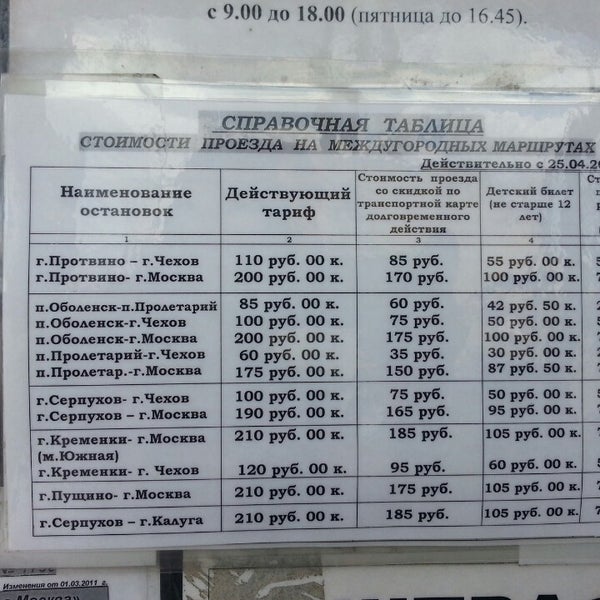 с 9.00 до 18.00 (пятница до 16.45).
СПРАВОЧНАЯ ТАБЛИЦА
СТОИМОСТИ ПРОЕЗДА НА МЕЖДУГОРОДНЫХ МАРШРУТАХ
Действительно с 25.04.20
Наименование остановок Действующий тариф Стоимость проезда со скидкой по транспортной карте долговременного действия Детский билет (не старше 12 лет)
1 2 3 4
г.Протвино – г.Чехов 110 руб. 00 к. 85 руб. 55 руб. 00 к.
г.Протвино- г.Москва 200 руб. 00 к. 170 руб. 100 руб. 00 к.
п.Оболенск-п.Пролетарий 85 руб. 00 к. 60 руб. 42 руб. 50 к.
п.Оболенск-г.Чехов 100 руб. 00 к. 75 руб. 50 руб. 00 к.
п.Оболенск-г.Москва 200 руб. 00 к. 175 руб. 100 руб. 00 к.
п.Пролетарий-г.Чехов 60 руб. 00 к. 35 руб. 30 руб. 00 к.
п.Пролетар.-г.Москва 175 руб. 00 к. 150 руб. 87 руб. 50 к.
г.Серпухов- г.Чехов 100 руб. 00 к. 75 руб. 50 руб. 00 к.
г.Серпухов – г.Москва 190 руб. 00 к. 165 руб. 95 руб. 00 к.
г.Кременки- г.Москва 210 руб. 00 к. 185 руб. 105 руб. 00 к.
(м.Южная)
г.Кременки- г. Чехов 120 руб. 00 к. 95 руб. 60 руб. 00 к.
г.Пущино- г.Москва 210 руб. 00 к. 175 руб. 105 руб. 00 к.
г.Серпухов – г.Калуга 210 руб. 00 к. 185 руб. 105 руб. 00 к.
Изменения от 01.03.2011 г.
Москва»